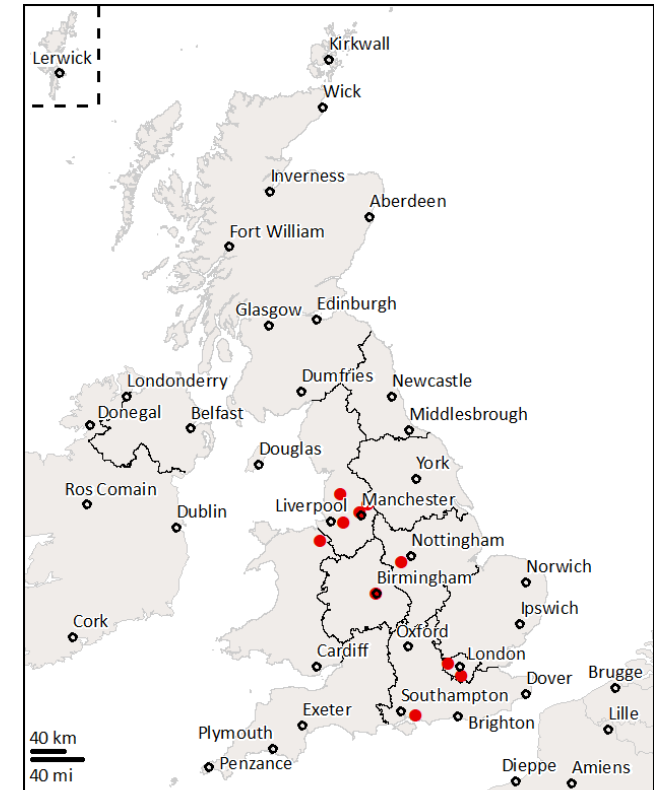 Kirkwall
Lerwick
Wick
Inverness
Aberdeen
Fort William
Glasgow
Edinburgh
Dumfries
Londonderry
Newcastle
Donegal
Belfast
Middlesbrough
Douglas
York
Ros Comain
Liverpool
Manchester
Dublin
Nottingham
Norwich
Birmingham
Ipswich
Cork
Oxford
Cardiff
London
Dover
Brugge
Southampton
Exeter
Brighton
Lille
Plymouth
Penzance
40 km
40 mi
Dieppe
Amiens